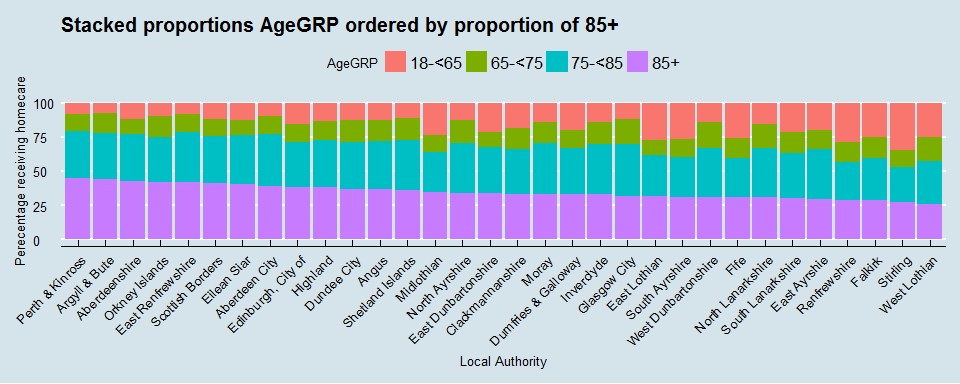 Stacked proportions AgeGRP ordered by proportion of 85+
AgeGRP 18-<65 65-<75 75-<85 85+
Perecentage receiving homecare
100
75
50
25
0
Perth & Kinross
Argyll & Bute
Aberdeenshire
Orkney Islands
East Renfrewshire
Scottish Borders
Eilean Siar
Aberdeen City
Edinburgh, City of
Highland
Dundee City
Angus
Shetland Islands
Midlothian
North Ayrshire
East Dunbartonshire
Clackmannanshire
Moray
Dumfries & Galloway
Inverclyde
Glasgow City
East Lothian
South Ayrshire
West Dunbartonshire
Fife
North Lanarkshire
South Lanarkshire
East Ayrshire
Renfrewshire
Falkirk
Stirling
West Lothian
Local Authority